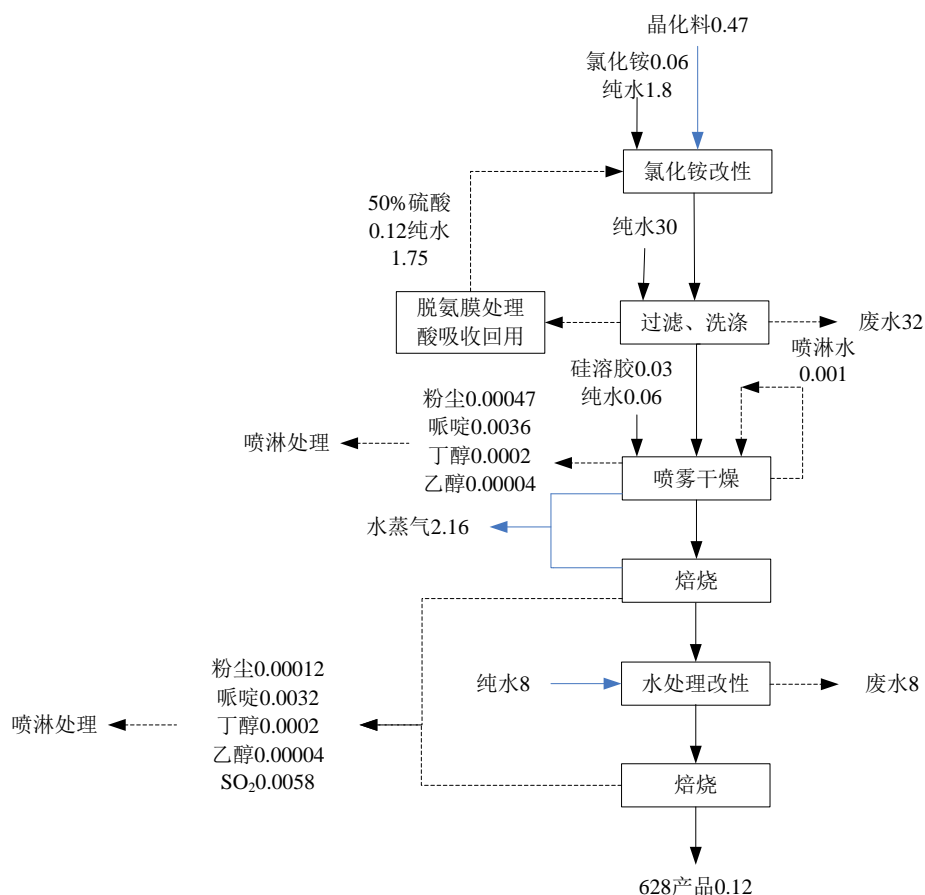 晶化料0.47
氯化铵0.06
纯水1.8
氯化铵改性
50%硫酸
0.12纯水
1.75
纯水30
脱氨膜处理
酸吸收回用
过滤、洗涤
废水32
喷淋水
0.001
硅溶胶0.03
纯水0.06
粉尘0.00047
哌啶0.0036
丁醇0.0002
乙醇0.00004
喷淋处理
喷雾干燥
水蒸气2.16
焙烧
粉尘0.00012
哌啶0.0032
丁醇0.0002
乙醇0.00004
SO₂0.0058
喷淋处理
纯水8
水处理改性
废水8
焙烧
628产品0.12